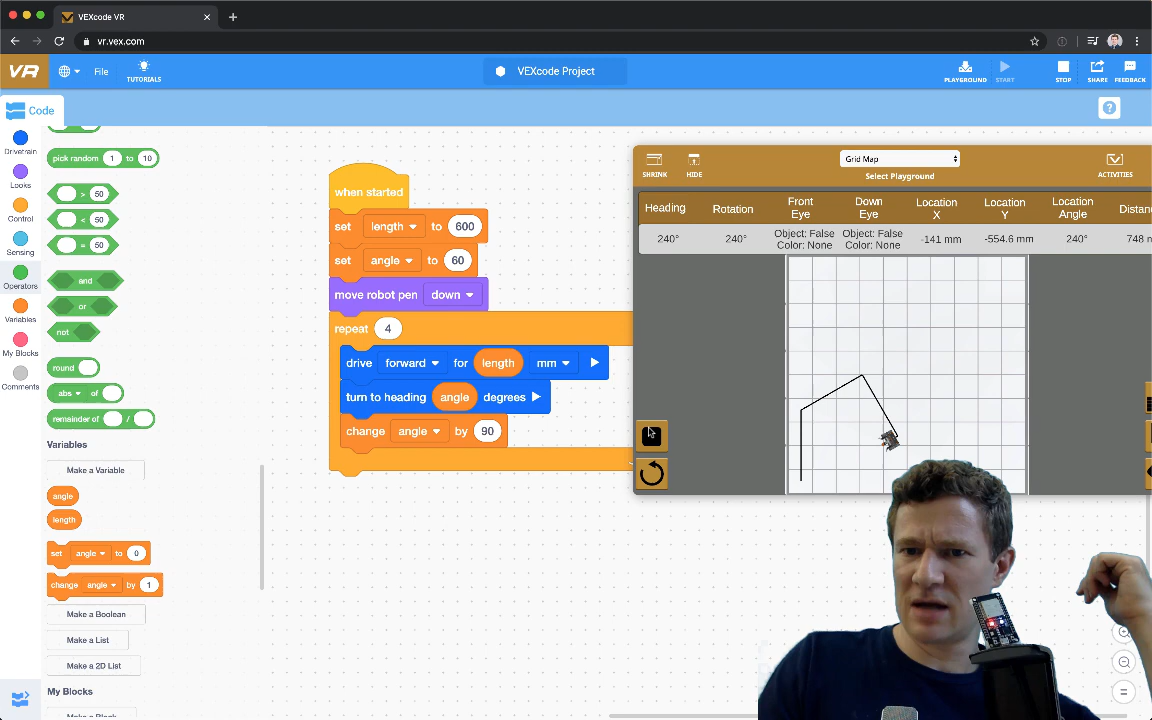 VEXcode VR
vr.vex.com
VR
File
TUTORIALS
VEXcode Project
PLAYGROUND
START
STOP
SHARE
FEEDBACK
Code
Drivetrain
Looks
Control
Sensing
Operators
Variables
My Blocks
Comments
pick random 1 to 10
> 50
< 50
= 50
and
or
not
round
abs of
remainder of /
Variables
Make a Variable
angle
length
set angle to 0
change angle by 1
Make a Boolean
Make a List
Make a 2D List
My Blocks
when started
set length to 600
set angle to 60
move robot pen down
repeat 4
drive forward for length mm
turn to heading angle degrees
change angle by 90
SHRINK
HIDE
Grid Map
Select Playground
ACTIVITIES
Heading Rotation Front Eye Down Eye Location X Location Y Location Angle Distan
240° 240° Object: False Color: None Object: False Color: None -141 mm -554.6 mm 240° 748 m